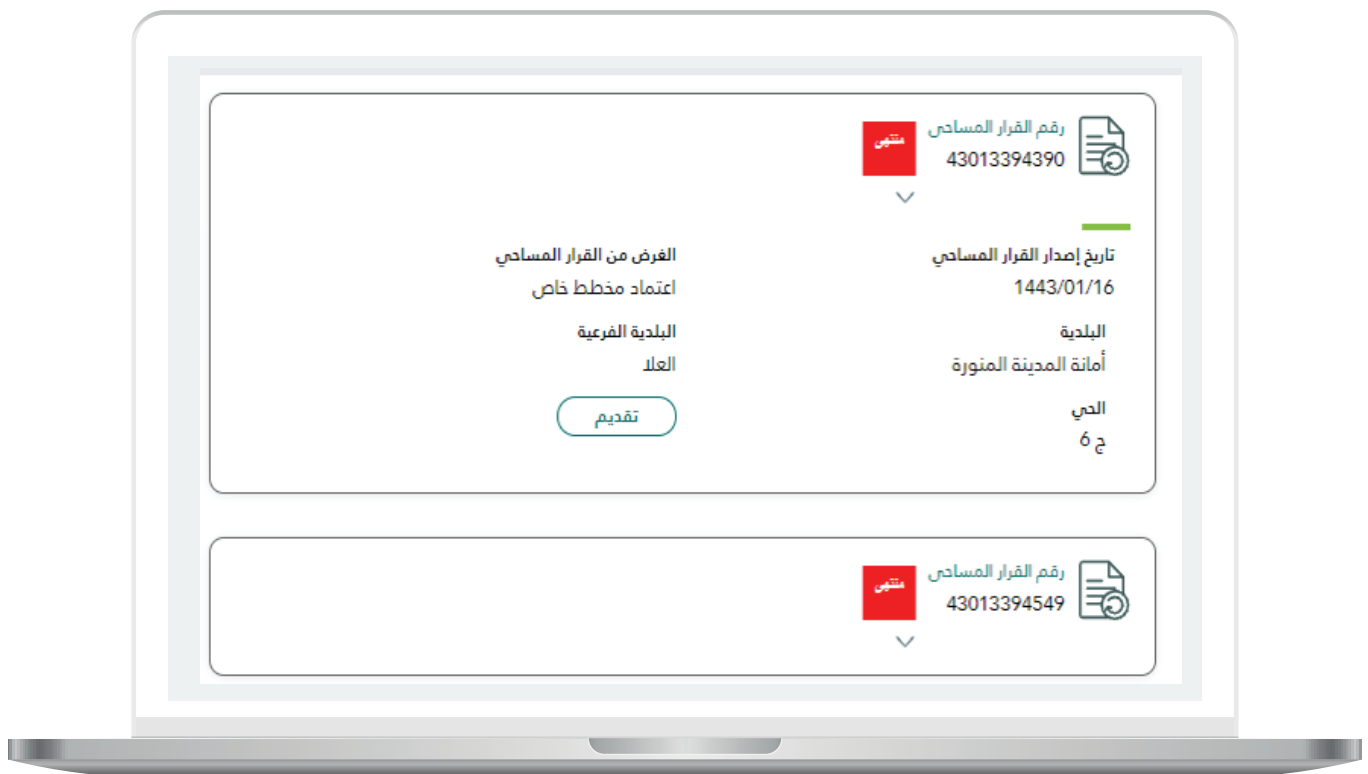 رقم القرار المساحي
منتهي
43013394390
تاريخ إصدار القرار المساحي
الغرض من القرار المساحي
1443/01/16
اعتماد مخطط خاص
البلدية
البلدية الفرعية
أمانة المدينة المنورة
العلا
الحي
تقديم
ج 6
رقم القرار المساحي
منتهي
43013394549